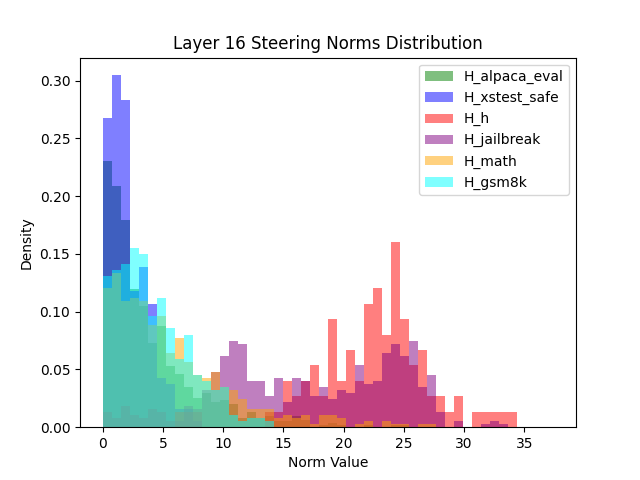 Layer 16 Steering Norms Distribution
H_alpaca_eval
H_xstest_safe
H_h
H_jailbreak
H_math
H_gsm8k
Density
0.30
0.25
0.20
0.15
0.10
0.05
0.00
0 5 10 15 20 25 30 35
Norm Value